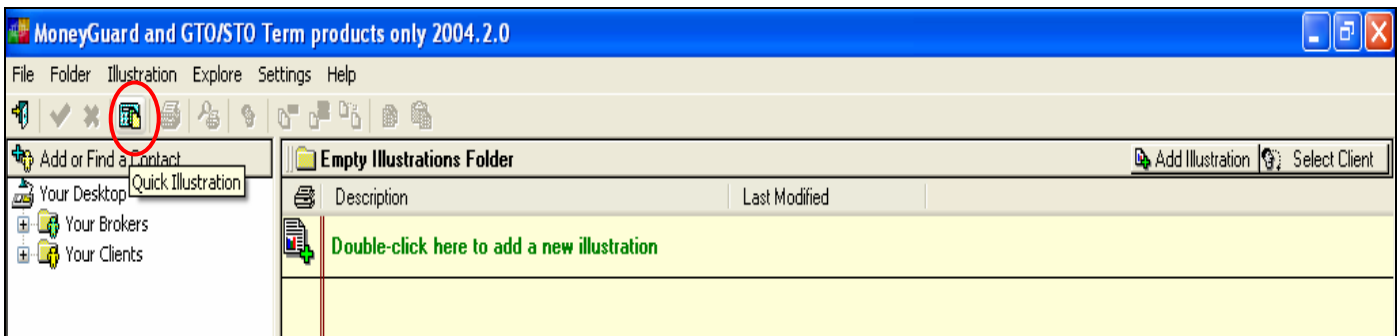 MoneyGuard and GTO/STO Term products only 2004.2.0
File Folder Illustration Explore Settings Help
Add or Find a Contact
Quick Illustration
Your Desktop
Your Brokers
Your Clients
Empty Illustrations Folder
Add Illustration
Select Client
Description
Last Modified
Double-click here to add a new illustration